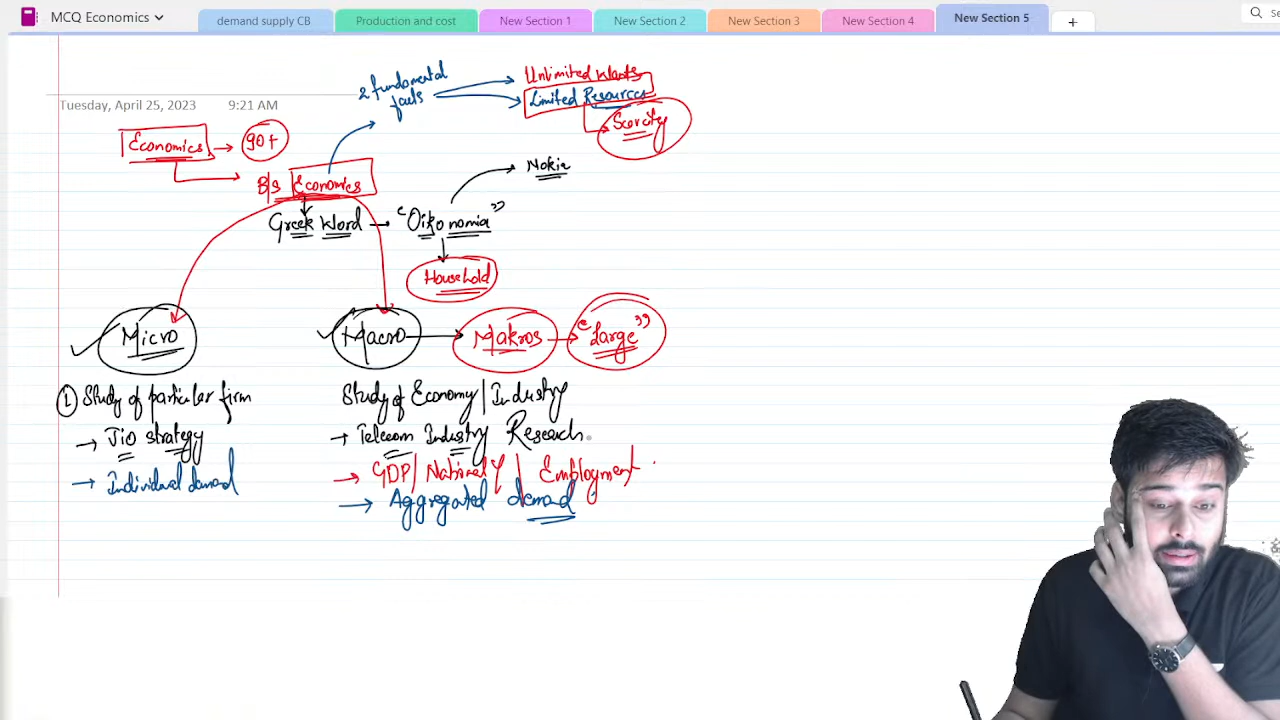 MCQ Economics
demand supply CB
Production and cost
New Section 1
New Section 2
New Section 3
New Section 4
New Section 5
+
Tuesday, April 25, 2023 9:21 AM
2 fundamental
Unlimited Wants
Limited Resources
Scarcity
Economics → 90+
B/s Economics
Nokia
Greek Word → "Oikonomia"
Household
Micro
Macro → Makros → "Large"
① Study of particular firm
→ Jio strategy
→ Individual demand
Study of Economy/Industry
→ Telecom Industry Research
→ GDP/National Y/Employment
→ Aggregated demand